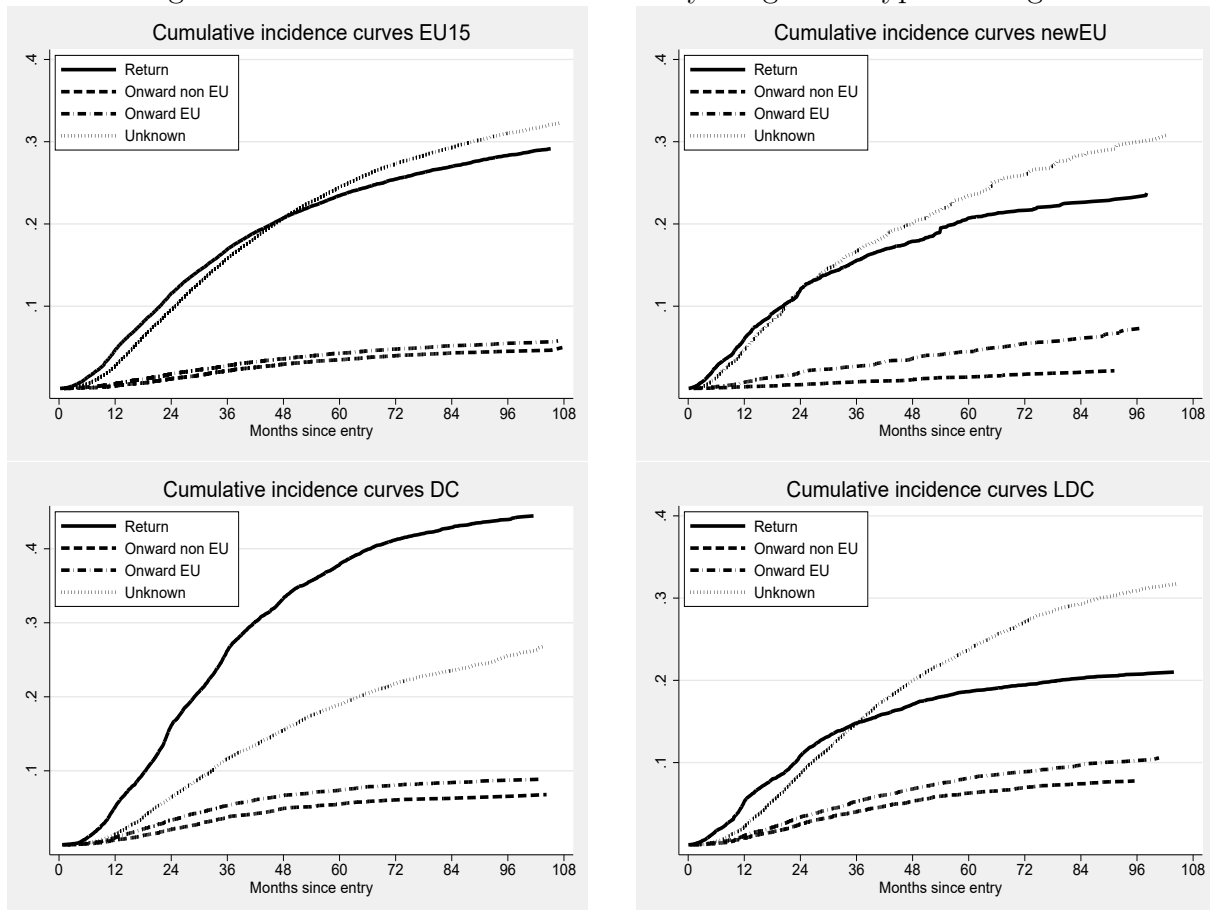 Cumulative incidence curves EU15
.4
.3
.2
.1
Return
Onward non EU
Onward EU
Unknown
0 12 24 36 48 60 72 84 96 108
Months since entry
Cumulative incidence curves newEU
.4
.3
.2
.1
Return
Onward non EU
Onward EU
Unknown
0 12 24 36 48 60 72 84 96 108
Months since entry
Cumulative incidence curves DC
.4
.3
.2
.1
Return
Onward non EU
Onward EU
Unknown
0 12 24 36 48 60 72 84 96 108
Months since entry
Cumulative incidence curves LDC
.4
.3
.2
.1
Return
Onward non EU
Onward EU
Unknown
0 12 24 36 48 60 72 84 96 108
Months since entry